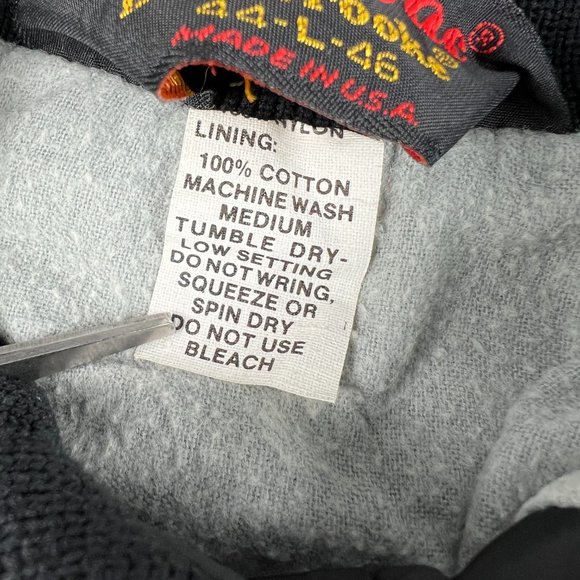 44-L-46
MADE IN U.S.A.
NYLON
LINING:
100% COTTON
MACHINE WASH
MEDIUM
TUMBLE DRY-
LOW SETTING
DO NOT WRING,
SQUEEZE OR
SPIN DRY
DO NOT USE
BLEACH